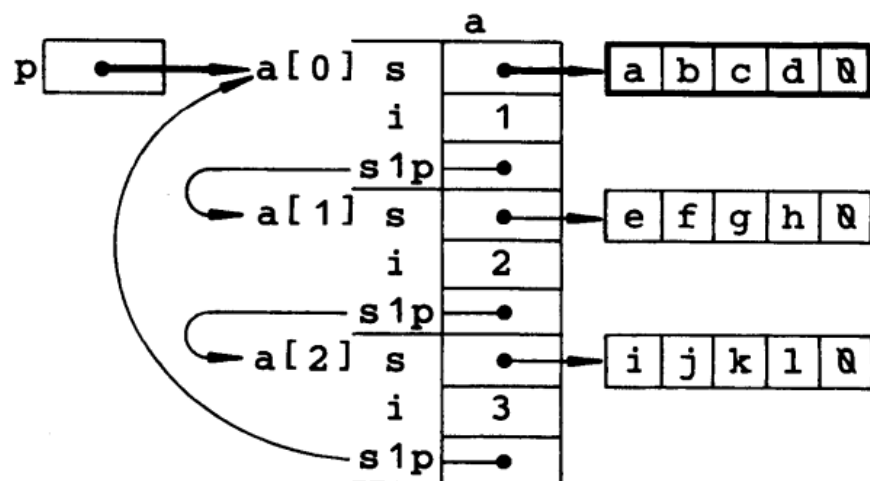 a
p a[0] s a b c d \0
i 1
s1p
a[1] s e f g h \0
i 2
s1p
a[2] s i j k l \0
i 3
s1p